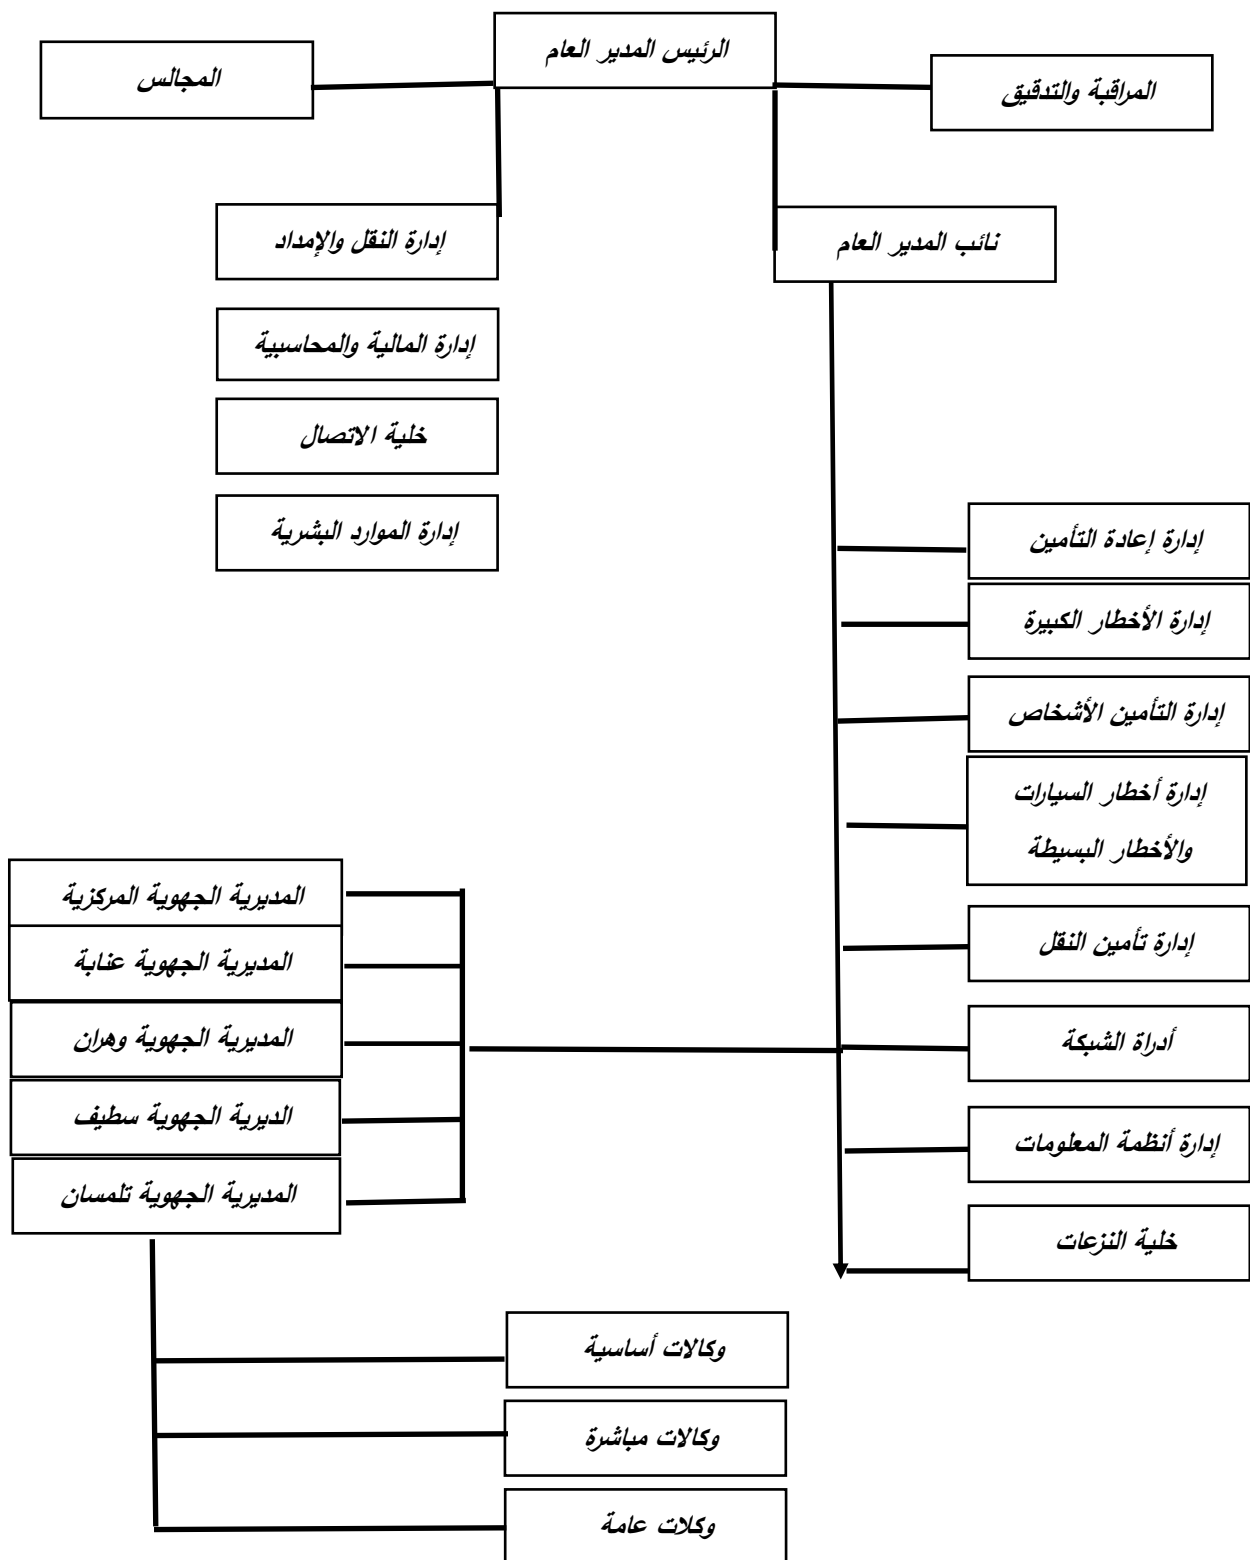 الرئيس المدير العام
المراقبة والتدقيق
المجالس
نائب المدير العام
إدارة النقل والإمداد
إدارة المالية والمحاسبية
خلية الاتصال
إدارة الموارد البشرية
إدارة إعادة التأمين
إدارة الأخطار الكبيرة
إدارة التأمين الأشخاص
إدارة أخطار السيارات
والأخطار البسيطة
إدارة تأمين النقل
أدراة الشبكة
إدارة أنظمة المعلومات
خلية النزعات
المديرية الجهوية المركزية
المديرية الجهوية عنابة
المديرية الجهوية وهران
الديرية الجهوية سطيف
المديرية الجهوية تلمسان
وكالات أساسية
وكالات مباشرة
وكلات عامة